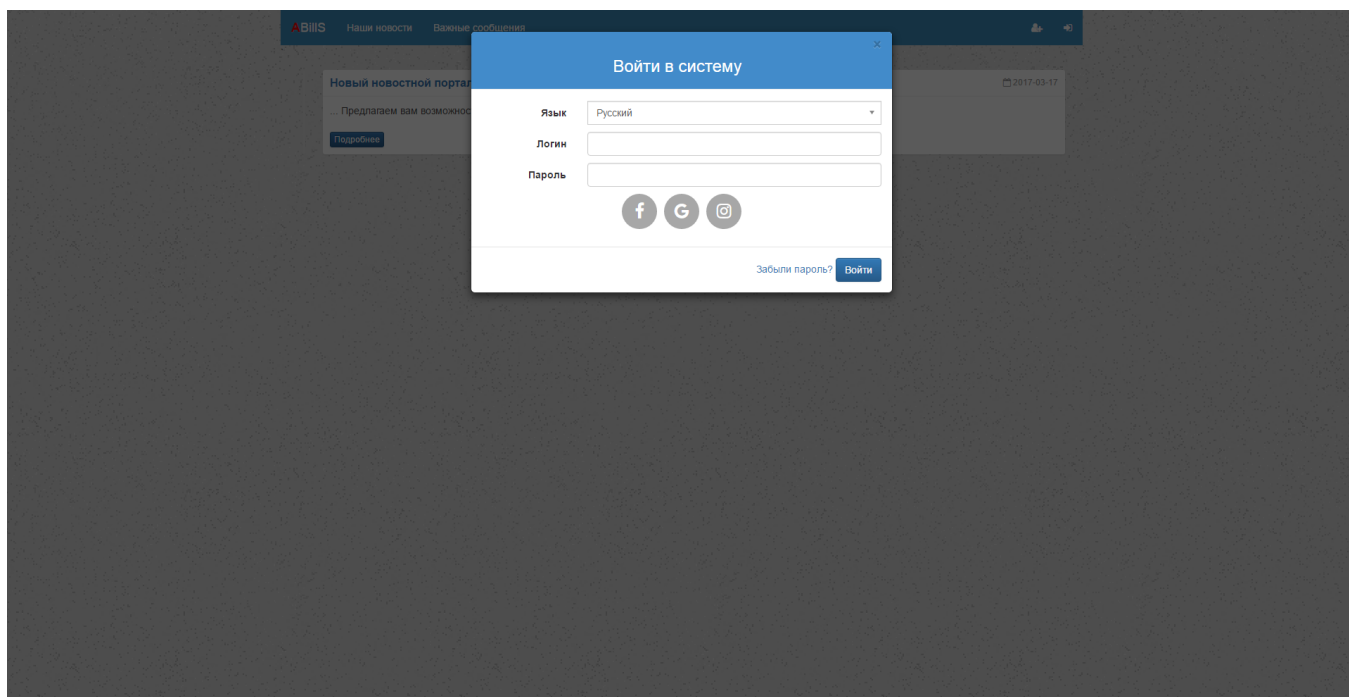 ABillS Наши новости Важные сообщения
×
Войти в систему
Новый новостной портал
2017-03-17
... Предлагаем вам
Подробнее
Язык Русский
Логин
Пароль
Забыли пароль? Войти